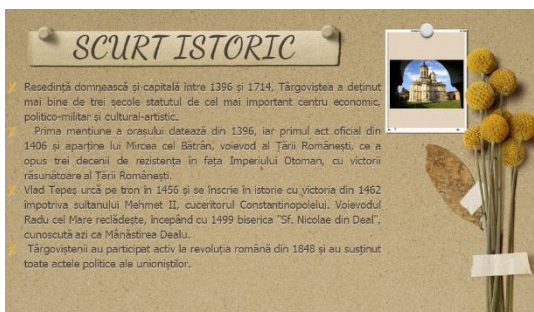 SCURT ISTORIC
Resedință domnească și capitală între 1396 și 1714, Târgoviștea a deținut
mai bine de trei secole statutul de cel mai important centru economic,
politico-militar și cultural-artistic.
Prima mențiune a orașului datează din 1396, iar primul act oficial din
1406 și aparține lui Mircea cel Bătrân, voievod al Țării Românești, ce a
opus trei decenii de rezistența în fața Imperiului Otoman, cu victorii
răsunătoare al Țării Românești.
Vlad Țepeș urcă pe tron în 1456 și se înscrie în istorie cu victoria din 1462
împotriva sultanului Mehmet II, cuceritorul Constantinopolelui. Voievodul
Radu cel Mare reclădește, începând cu 1499 biserica "Sf. Nicolae din Deal",
cunoscută azi ca Mânăstirea Dealu.
Târgoviștenii au participat activ la revoluția română din 1848 și au susținut
toate actele politice ale unioniștilor.